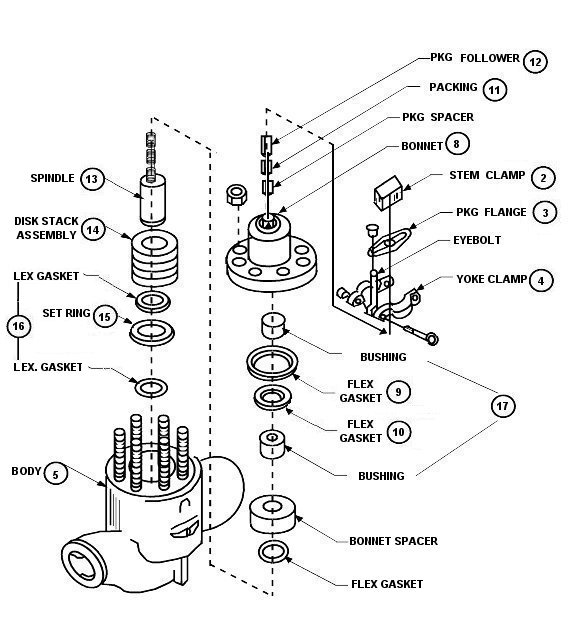 PKG FOLLOWER 12
PACKING 11
PKG SPACER
BONNET 8
SPINDLE 13
STEM CLAMP 2
DISK STACK
ASSEMBLY 14
PKG FLANGE 3
EYEBOLT
LEX GASKET
YOKE CLAMP 4
SET RING 15
16
BUSHING
LEX. GASKET
FLEX
GASKET 9
17
FLEX
GASKET 10
BODY 5
BUSHING
BONNET SPACER
FLEX GASKET